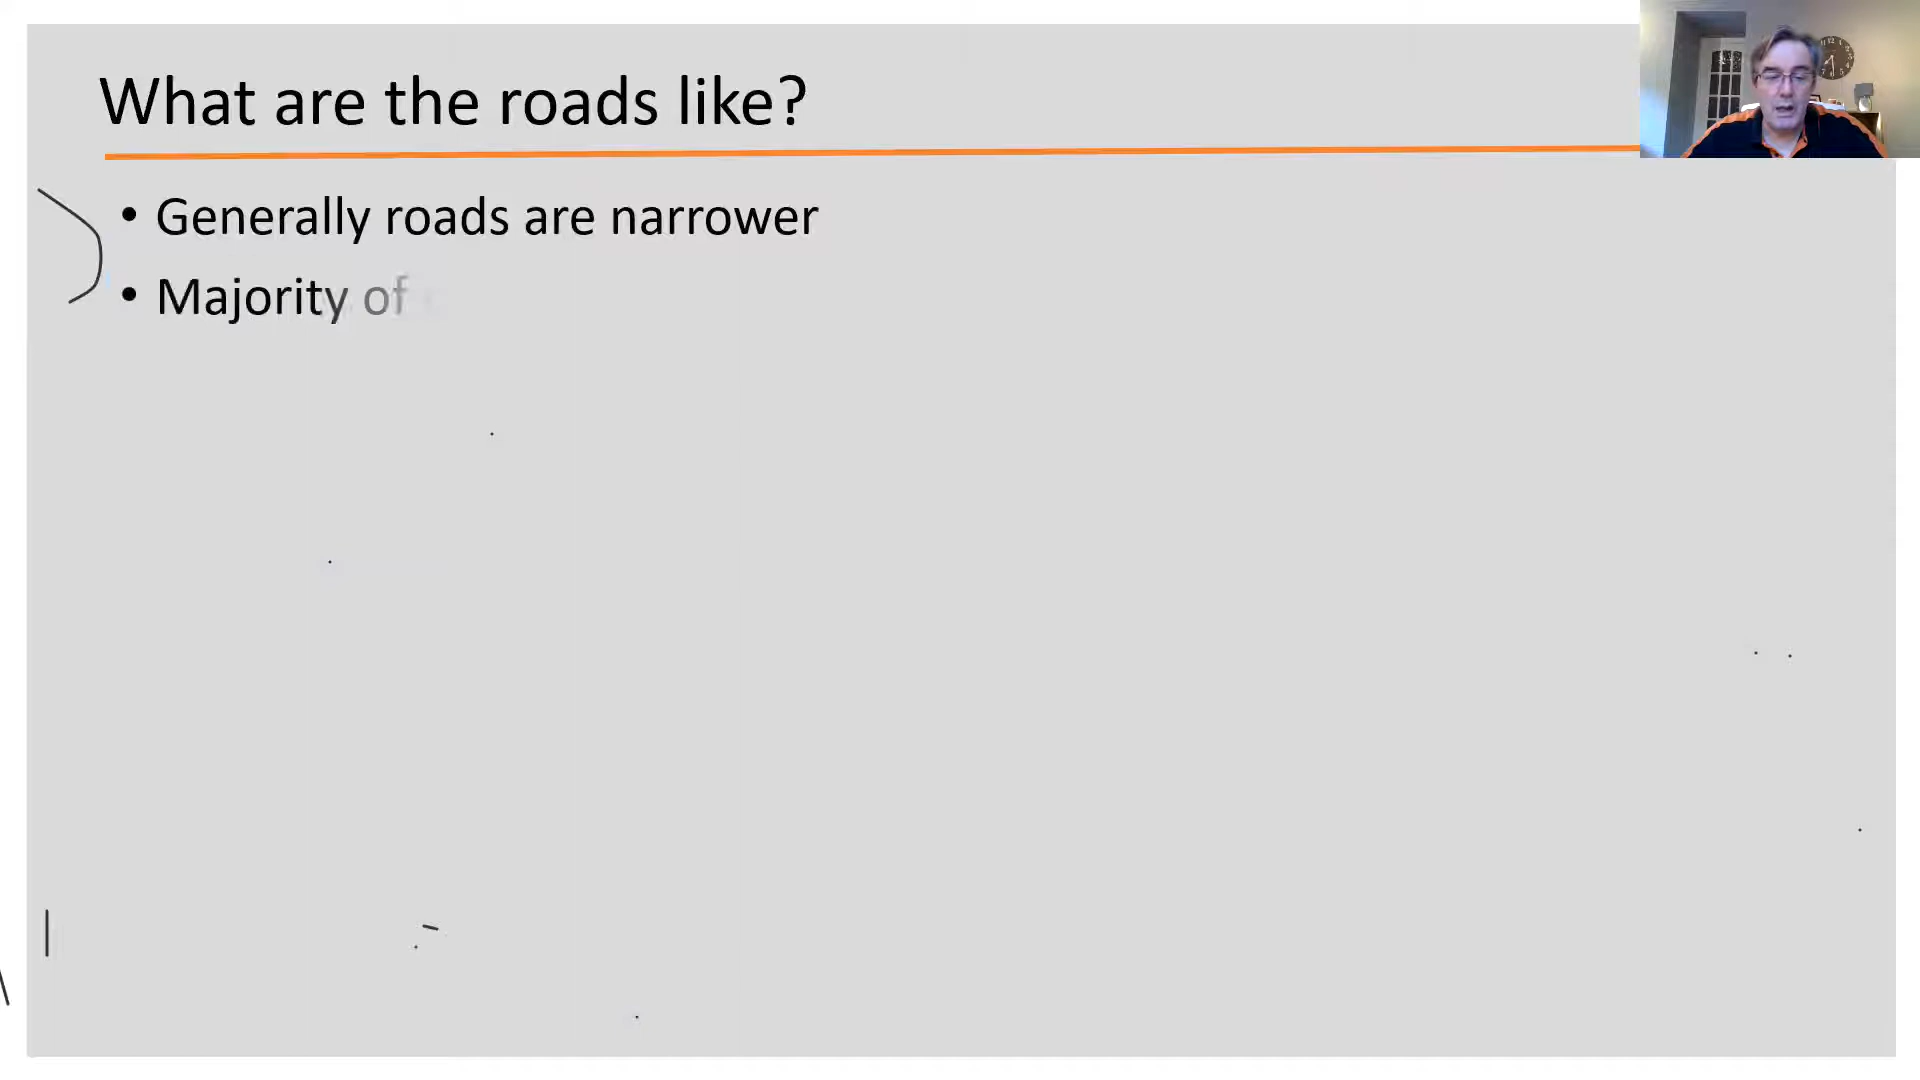 What are the roads like?
• Generally roads are narrower
• Majority of